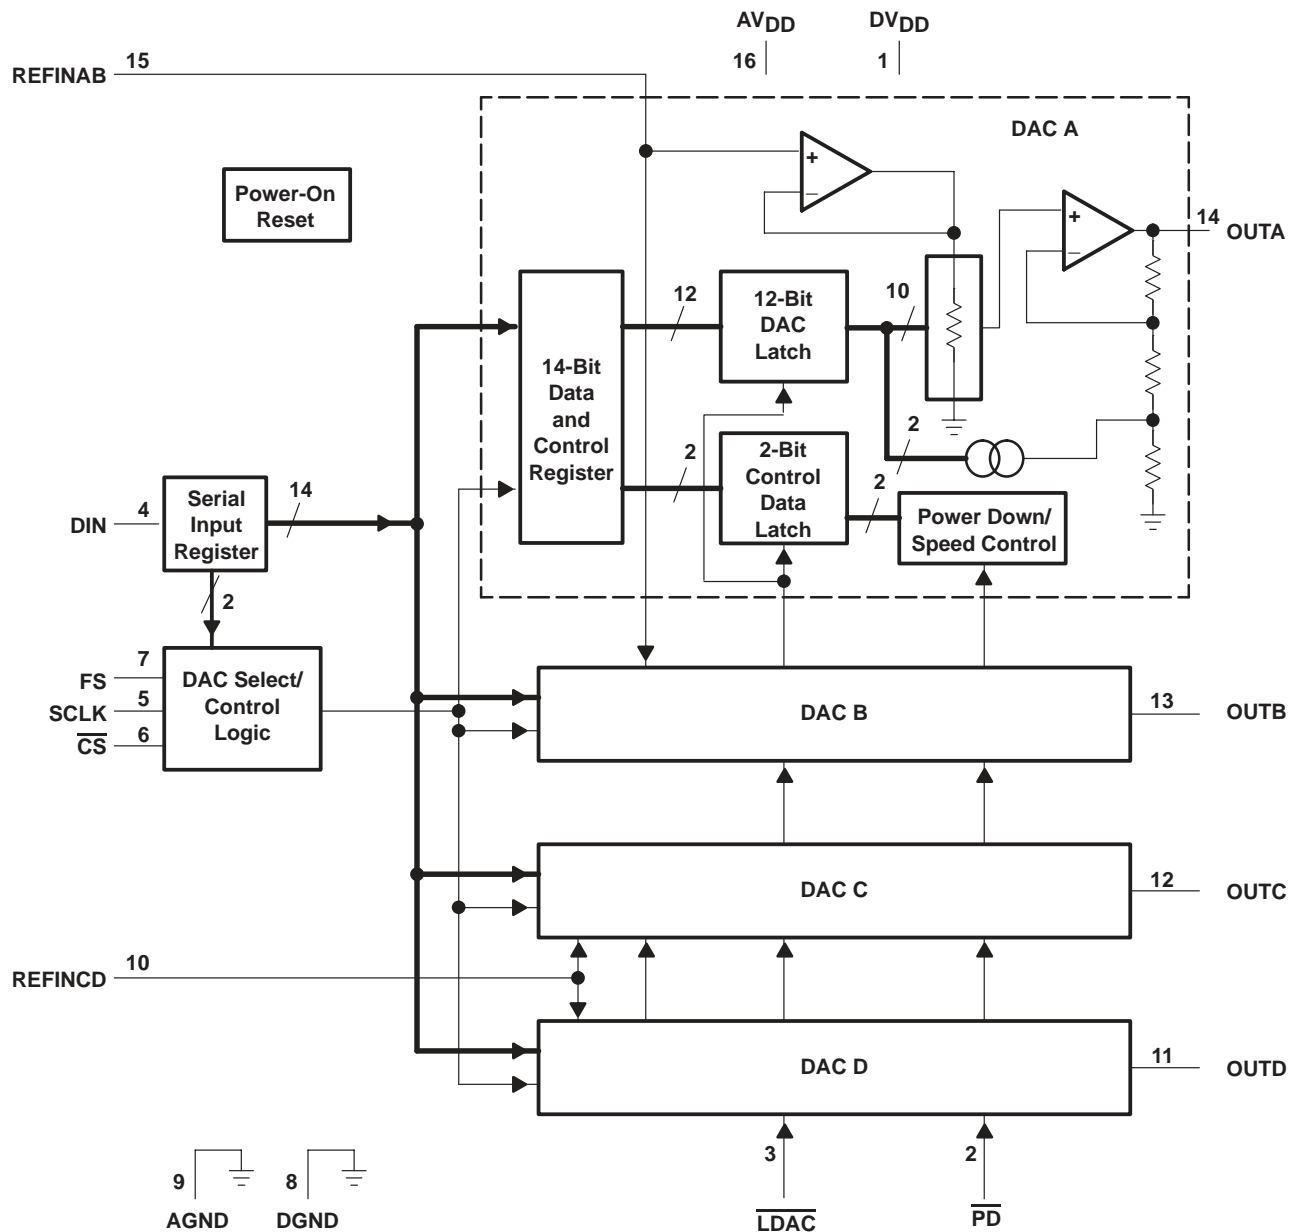 AVDD
DVDD
16
1
REFINAB
15
DAC A
Power-On
Reset
+
−
+
−
14
OUTA
12
12-Bit
DAC
Latch
10
14-Bit
Data
and
Control
Register
2
2-Bit
Control
Data
Latch
2
2
Power Down/
Speed Control
DIN
4
Serial
Input
Register
14
2
FS
7
SCLK
5
CS
6
DAC Select/
Control
Logic
DAC B
13
OUTB
DAC C
12
OUTC
REFINCD
10
DAC D
11
OUTD
9
AGND
8
DGND
3
LDAC
2
PD